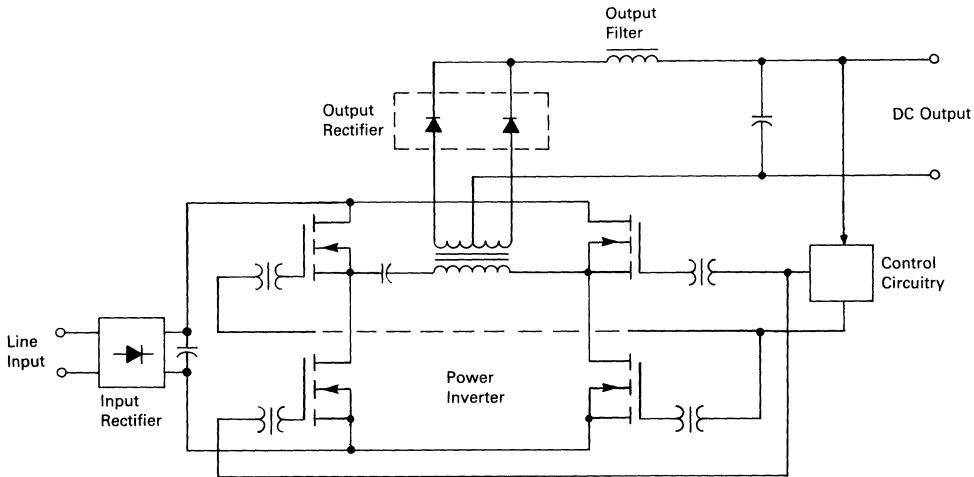 Output
Filter
Output
Rectifier
DC Output
Control
Circuitry
Line
Input
Power
Inverter
Input
Rectifier